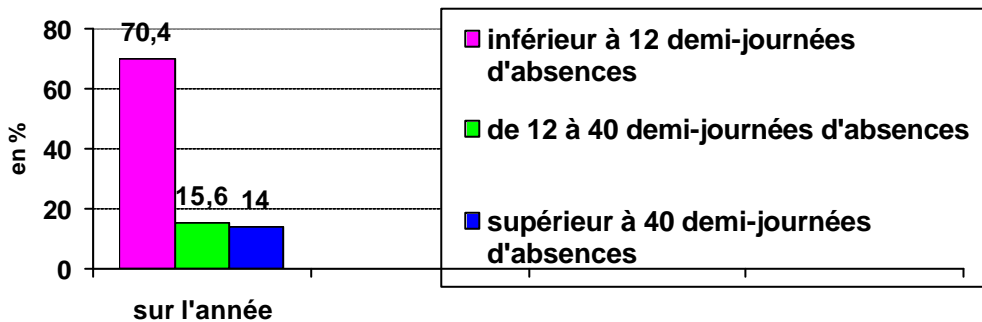 80
60
40
20
0
en %
70,4
15,6
14
sur l'année
inférieur à 12 demi-journées
d'absences
de 12 à 40 demi-journées d'absences
supérieur à 40 demi-journées
d'absences